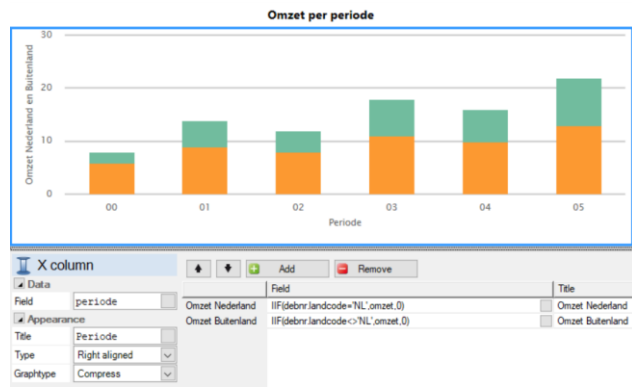 Omzet per periode
30
20
10
0
Omzet Nederland en Buitenland
00 01 02 03 04 05
Periode
X column
Data
Field periode
Appearance
Title Periode
Type Right aligned
Graphtype Compress
Add Remove
Field Title
Omzet Nederland IIF(debnr.landcode='NL',omzet,0) Omzet Nederland
Omzet Buitenland IIF(debnr.landcode<>'NL',omzet,0) Omzet Buitenland